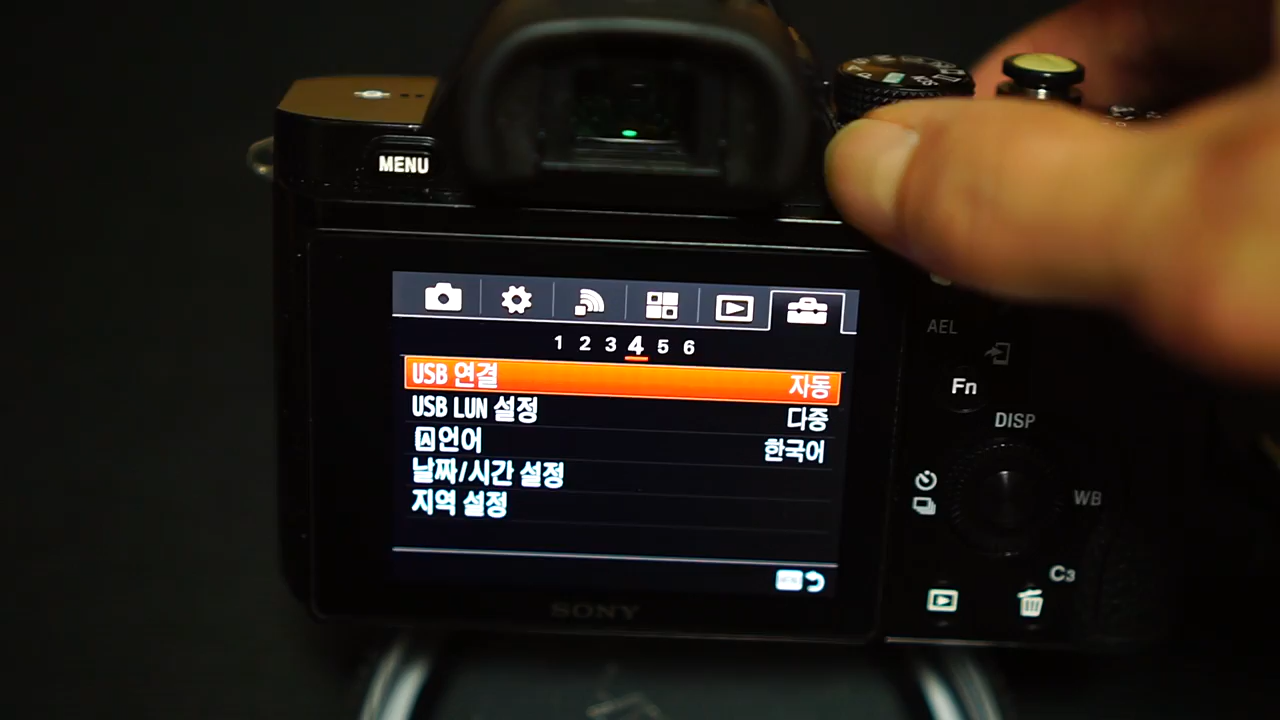 MENU
1 2 3 4 5 6
USB 연결 자동
USB LUN 설정 다중
A언어 한국어
날짜/시간 설정
지역 설정
SONY
AEL
Fn
DISP
WB
C3